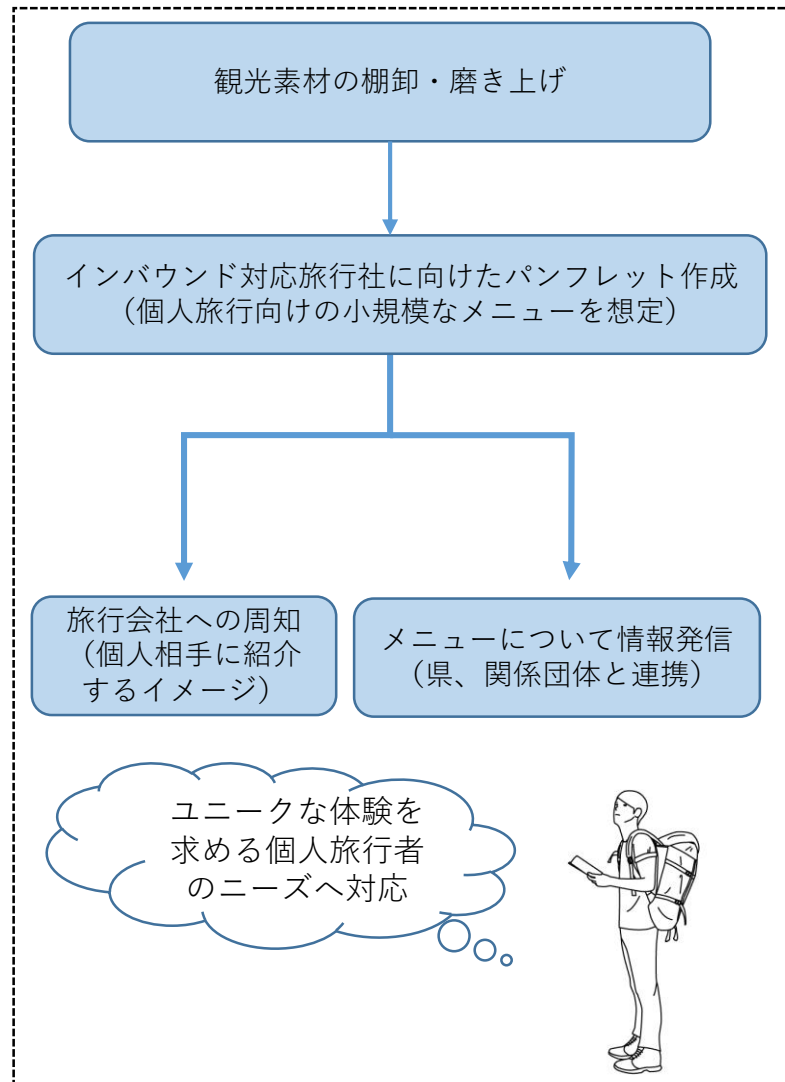 観光素材の棚卸・磨き上げ
インバウンド対応旅行社に向けたパンフレット作成
（個人旅行向けの小規模なメニューを想定）
旅行会社への周知
（個人相手に紹介
するイメージ）
メニューについて情報発信
（県、関係団体と連携）
ユニークな体験を
求める個人旅行者
のニーズへ対応